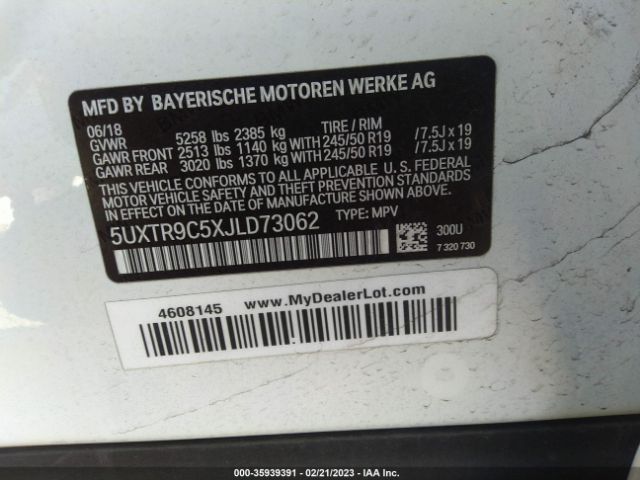 MFD BY BAYERISCHE MOTOREN WERKE AG
06/18
GVWR 5258 lbs 2385 kg TIRE / RIM
GAWR FRONT 2513 lbs 1140 kg WITH 245/50 R19 /7.5J x 19
GAWR REAR 3020 lbs 1370 kg WITH 245/50 R19 /7.5J x 19
THIS VEHICLE CONFORMS TO ALL APPLICABLE U.S. FEDERAL
MOTOR VEHICLE SAFETY AND THEFT PREVENTION STANDARDS
IN EFFECT ON THE DATE OF MANUFACTURE SHOWN ABOVE.
5UXTR9C5XJLD73062 TYPE: MPV
300U
7 320 730
4608145 www.MyDealerLot.com
000-35939391 - 02/21/2023 - IAA Inc.